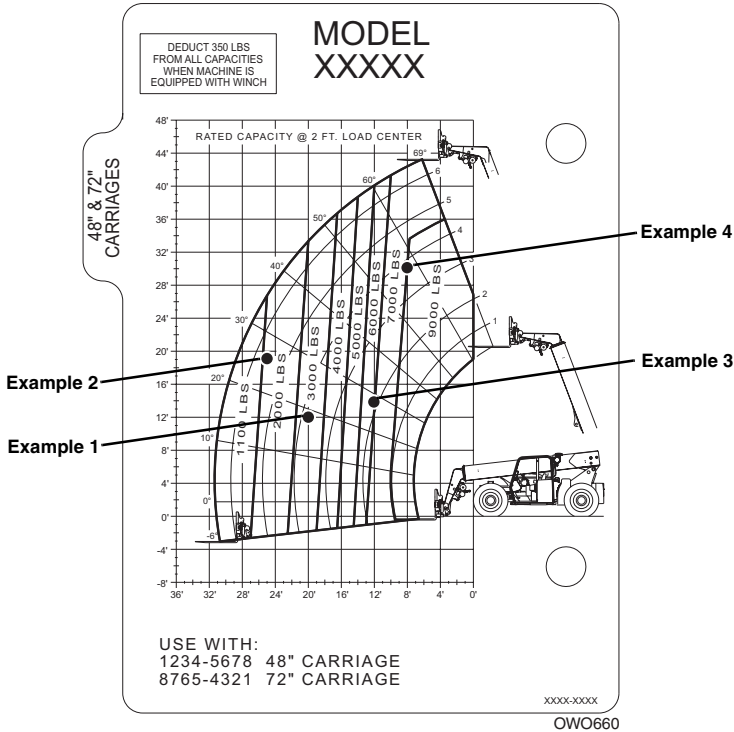 MODEL
XXXXX
DEDUCT 350 LBS
FROM ALL CAPACITIES
WHEN MACHINE IS
EQUIPPED WITH WINCH
48" & 72"
CARRIAGES
RATED CAPACITY @ 2 FT. LOAD CENTER
48'
44'
40'
36'
32'
28'
24'
20'
16'
12'
8'
4'
0'
-4'
-8'
36'
32'
28'
24'
20'
16'
12'
8'
4'
0'
-6°
0°
10°
20°
30°
40°
50°
60°
69°
6
5
4
3
2
1
1100 LBS
2000 LBS
3000 LBS
4000 LBS
5000 LBS
6000 LBS
7000 LBS
9000 LBS
Example 4
Example 3
Example 2
Example 1
USE WITH:
1234-5678 48" CARRIAGE
8765-4321 72" CARRIAGE
XXXX-XXXX
OWO660